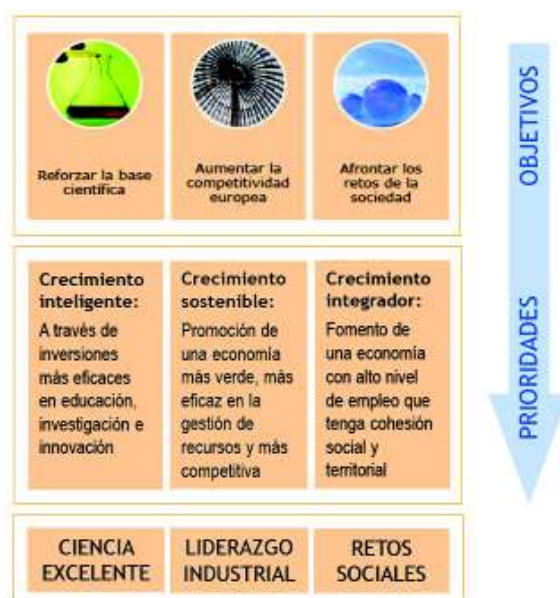 Reforzar la base
científica
Aumentar la
competitividad
europea
Afrontar los
retos de la
sociedad
OBJETIVOS
Crecimiento
inteligente:
A través de
inversiones
más eficaces
en educación,
investigación e
innovación
Crecimiento
sostenible:
Promoción de
una economía
más verde, más
eficaz en la
gestión de
recursos y más
competitiva
Crecimiento
integrador:
Fomento de
una economía
con alto nivel
de empleo que
tenga cohesión
social y
territorial
PRIORIDADES
CIENCIA
EXCELENTE
LIDERAZGO
INDUSTRIAL
RETOS
SOCIALES